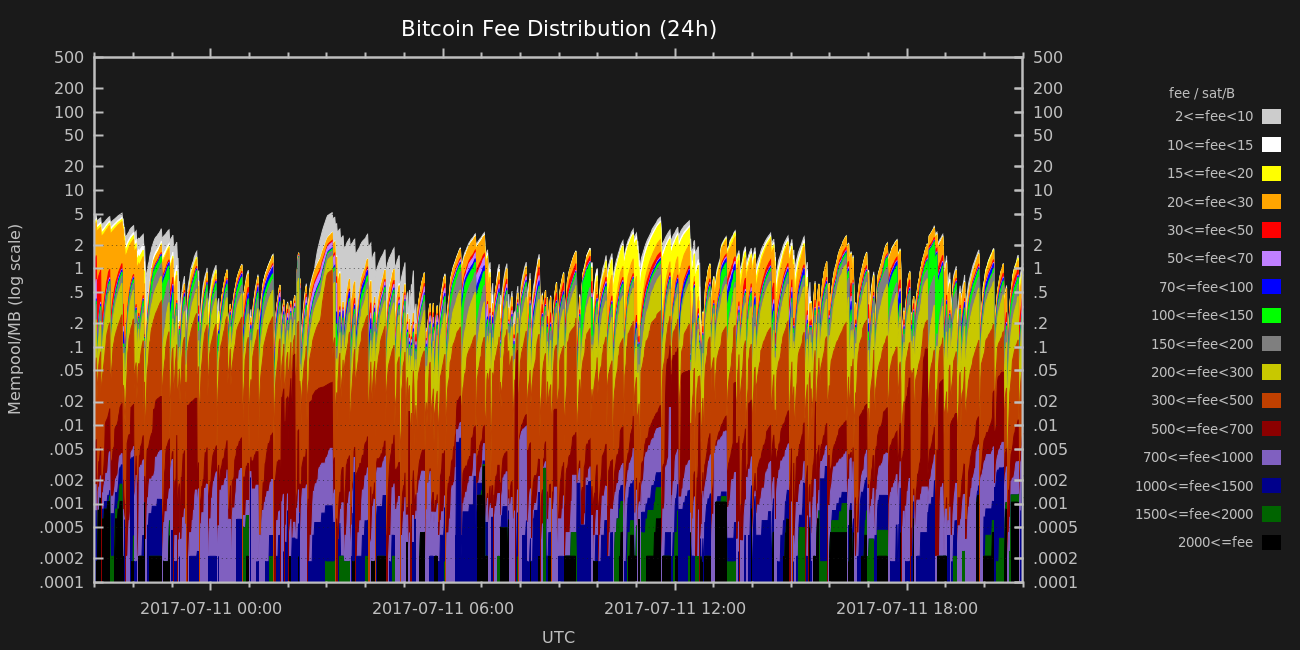 Bitcoin Fee Distribution (24h)
Mempool/MB (log scale)
500
200
100
50
20
10
5
2
1
.5
.2
.1
.05
.02
.01
.005
.002
.001
.0005
.0002
.0001
500
200
100
50
20
10
5
2
1
.5
.2
.1
.05
.02
.01
.005
.002
.001
.0005
.0002
.0001
2017-07-11 00:00
2017-07-11 06:00
2017-07-11 12:00
2017-07-11 18:00
UTC
fee / sat/B
2<=fee<10
10<=fee<15
15<=fee<20
20<=fee<30
30<=fee<50
50<=fee<70
70<=fee<100
100<=fee<150
150<=fee<200
200<=fee<300
300<=fee<500
500<=fee<700
700<=fee<1000
1000<=fee<1500
1500<=fee<2000
2000<=fee